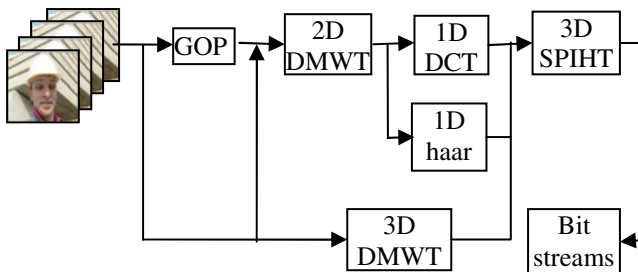 GOP
2D
DMWT
1D
DCT
3D
SPIHT
1D
haar
3D
DMWT
Bit
streams